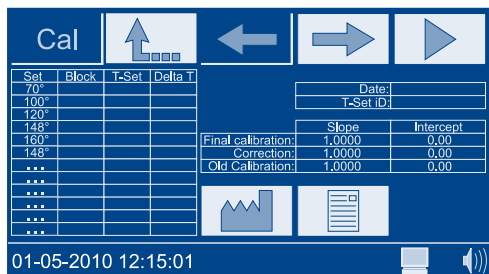 Cal
Set Block T-Set Delta T
70°
100°
120°
148°
160°
148°
...
...
...
...
...
Date:
T-Set iD:
Slope Intercept
Final calibration: 1.0000 0.00
Correction: 1.0000 0.00
Old Calibration: 1.0000 0.00
01-05-2010 12:15:01